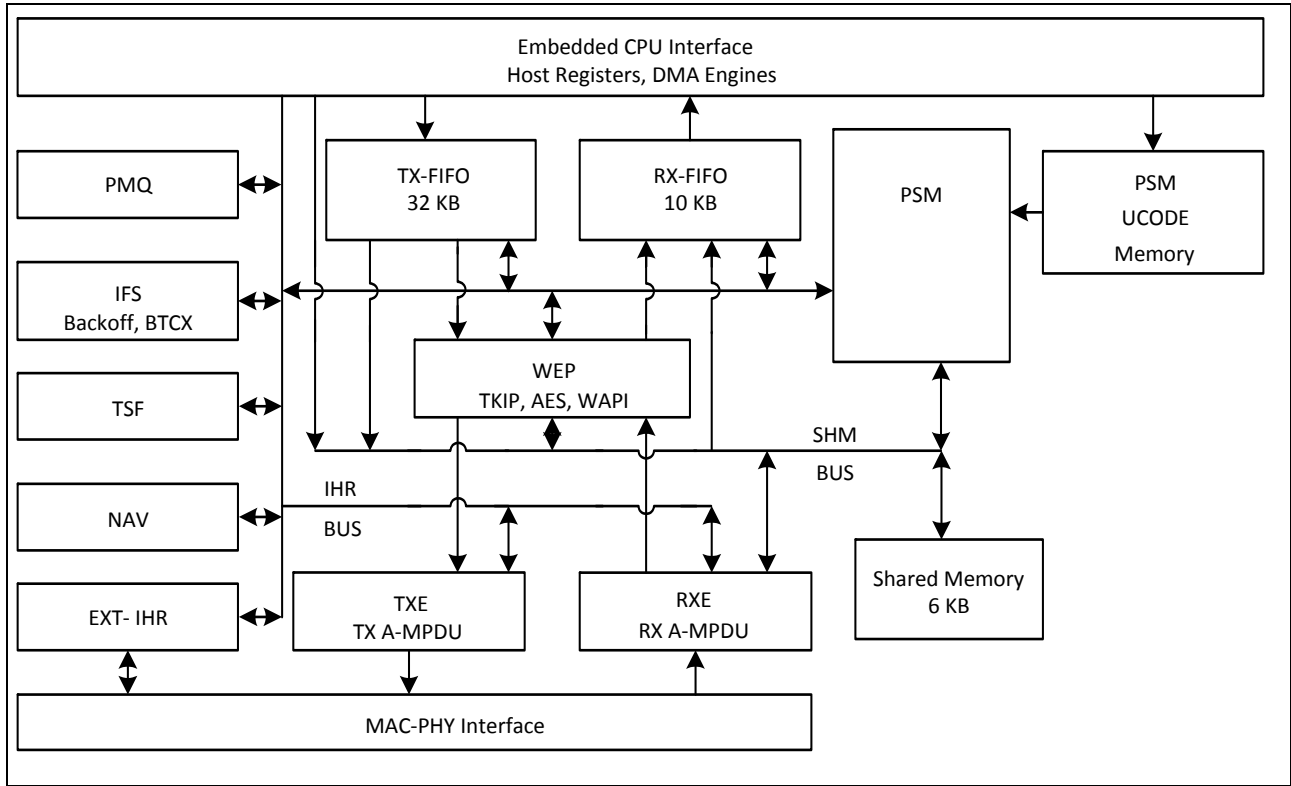 Embedded CPU Interface
Host Registers, DMA Engines
PMQ
TX-FIFO
32 KB
RX-FIFO
10 KB
PSM
PSM
UCODE
Memory
IFS
Backoff, BTCX
WEP
TKIP, AES, WAPI
TSF
SHM
BUS
IHR
BUS
NAV
Shared Memory
6 KB
EXT- IHR
TXE
TX A-MPDU
RXE
RX A-MPDU
MAC-PHY Interface